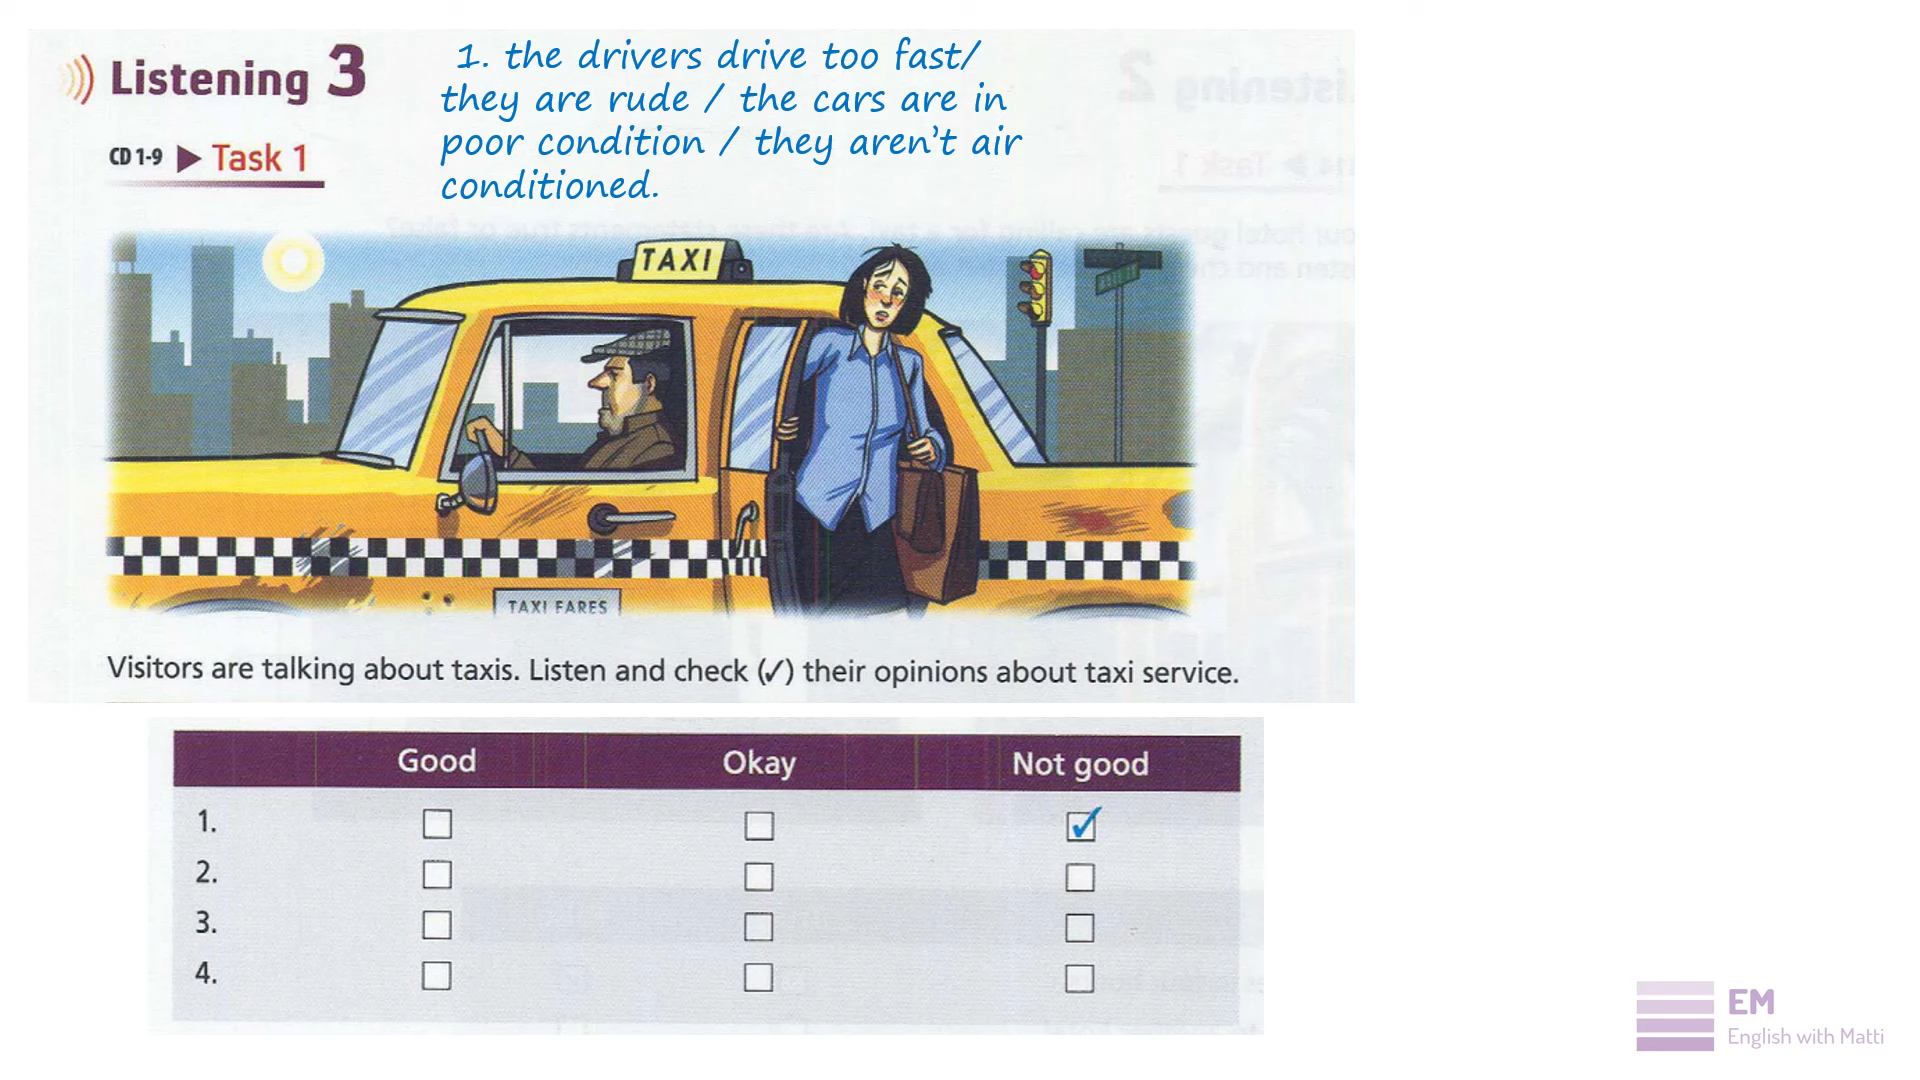 Listening 3
1. the drivers drive too fast/
they are rude / the cars are in
poor condition / they aren't air
conditioned.
CD 1-9 ▶ Task 1
TAXI
TAXI FARES
Visitors are talking about taxis. Listen and check (✓) their opinions about taxi service.
Good Okay Not good
1. ☐ ☐ ✓
2. ☐ ☐ ☐
3. ☐ ☐ ☐
4. ☐ ☐ ☐
EM
English with Matti